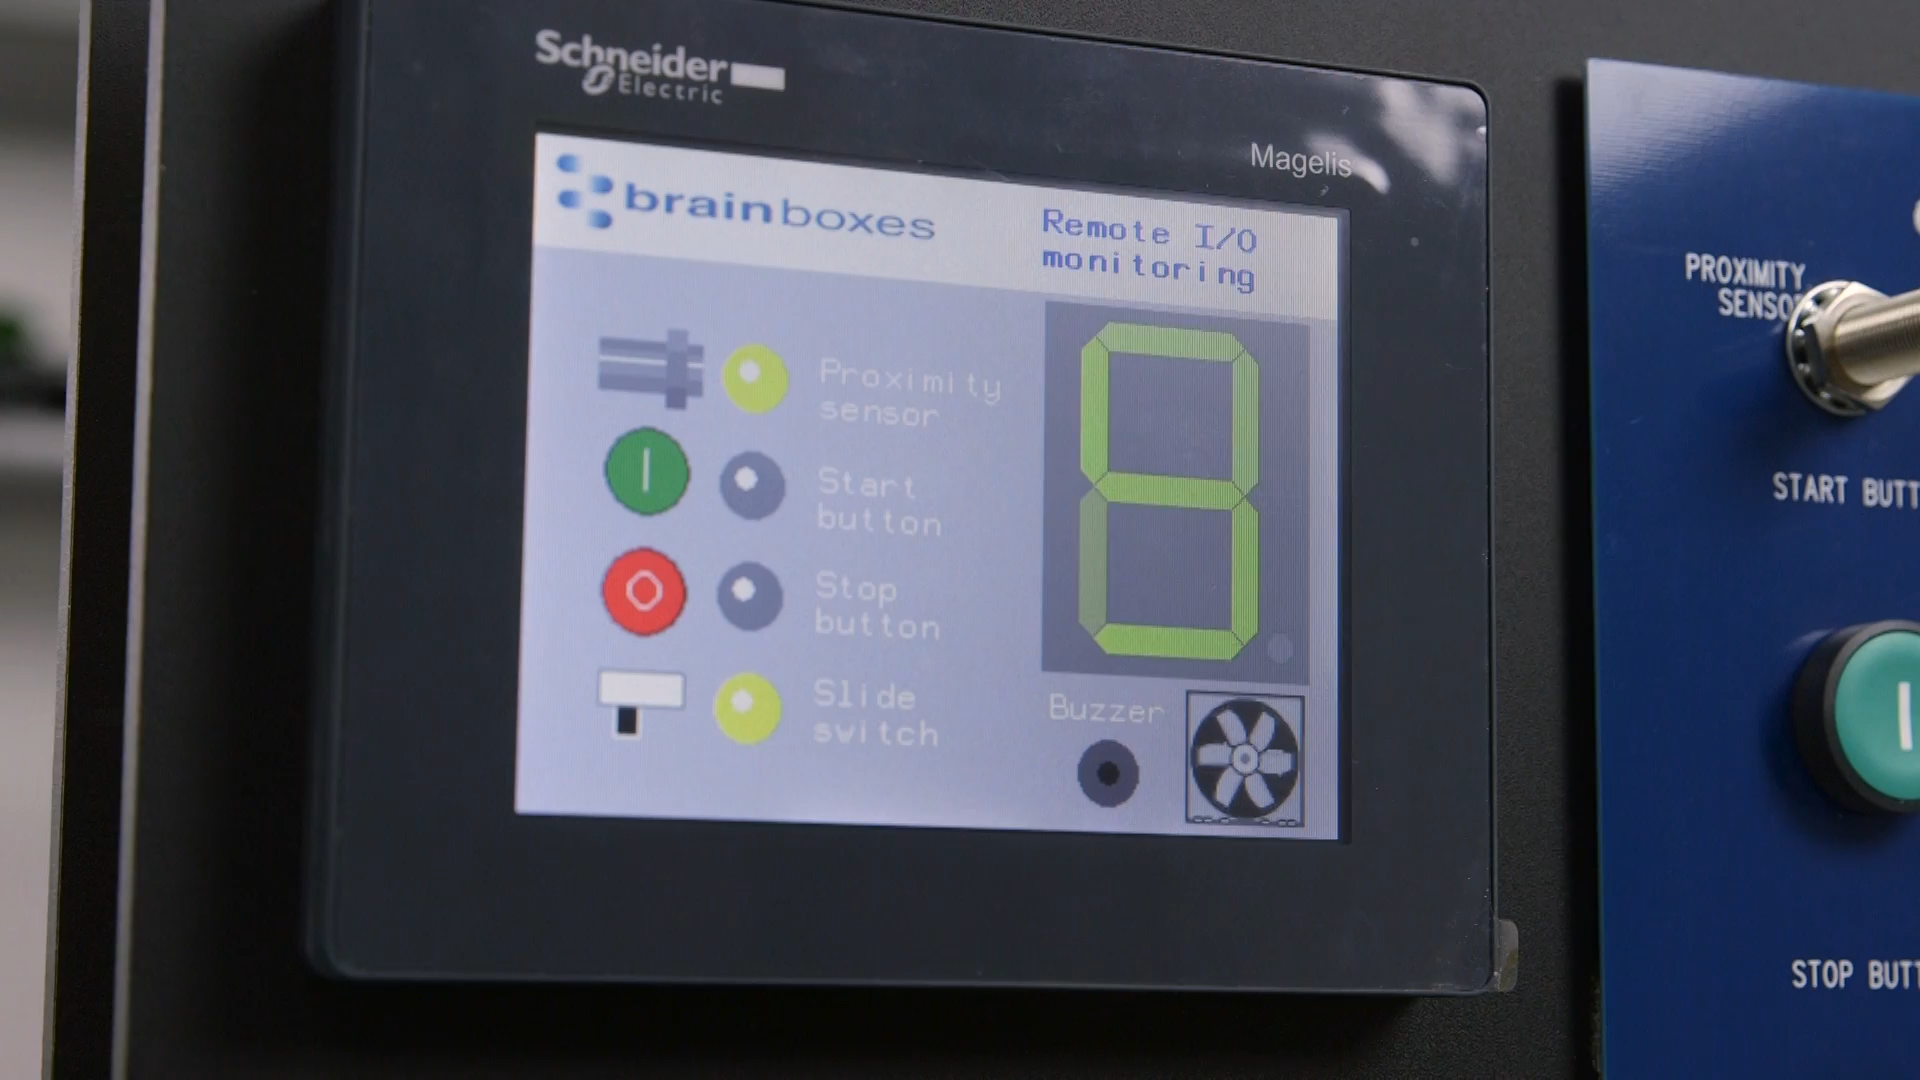 Schneider
Electric
Magelis
brainboxes
Remote I/O
monitoring
Proximity
sensor
Start
button
Stop
button
Slide
switch
9
Buzzer
PROXIMITY
SENSOR
START BUTT
STOP BUTT